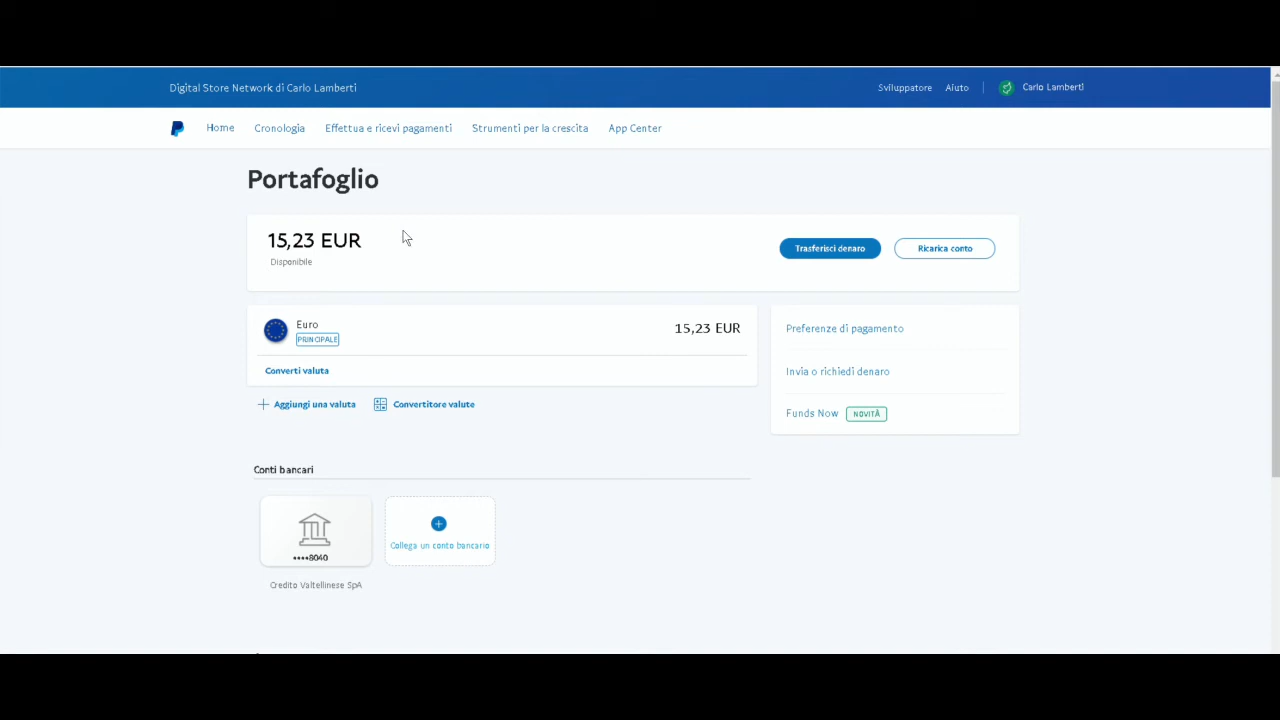 Digital Store Network di Carlo Lamberti
Sviluppatore Aiuto Carlo Lamberti
Home Cronologia Effettua e ricevi pagamenti Strumenti per la crescita App Center
Portafoglio
15,23 EUR
Disponibile
Trasferisci denaro Ricarica conto
Euro
PRINCIPALE
15,23 EUR
Converti valuta
Aggiungi una valuta Convertitore valute
Preferenze di pagamento
Invia o richiedi denaro
Funds Now NOVITÀ
Conti bancari
••••8040
Credito Valtellinese SpA
Collega un conto bancario